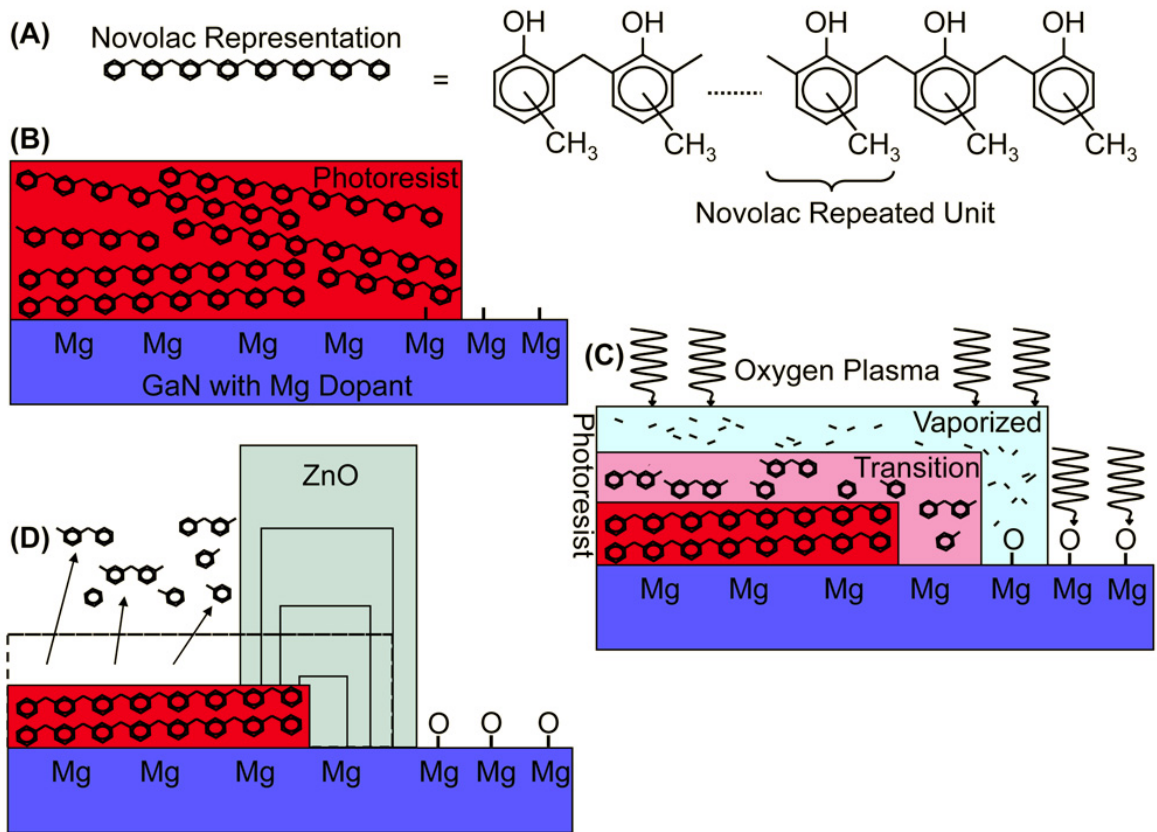 (A)
Novolac Representation
=
OH OH OH OH OH
CH3 CH3 CH3 CH3 CH3
Novolac Repeated Unit
(B)
Photoresist
Mg Mg Mg Mg Mg Mg Mg
GaN with Mg Dopant
(C)
Oxygen Plasma
Photoresist
Vaporized
Transition
O O O
Mg Mg Mg Mg Mg Mg Mg
(D)
ZnO
O O O
Mg Mg Mg Mg Mg Mg Mg